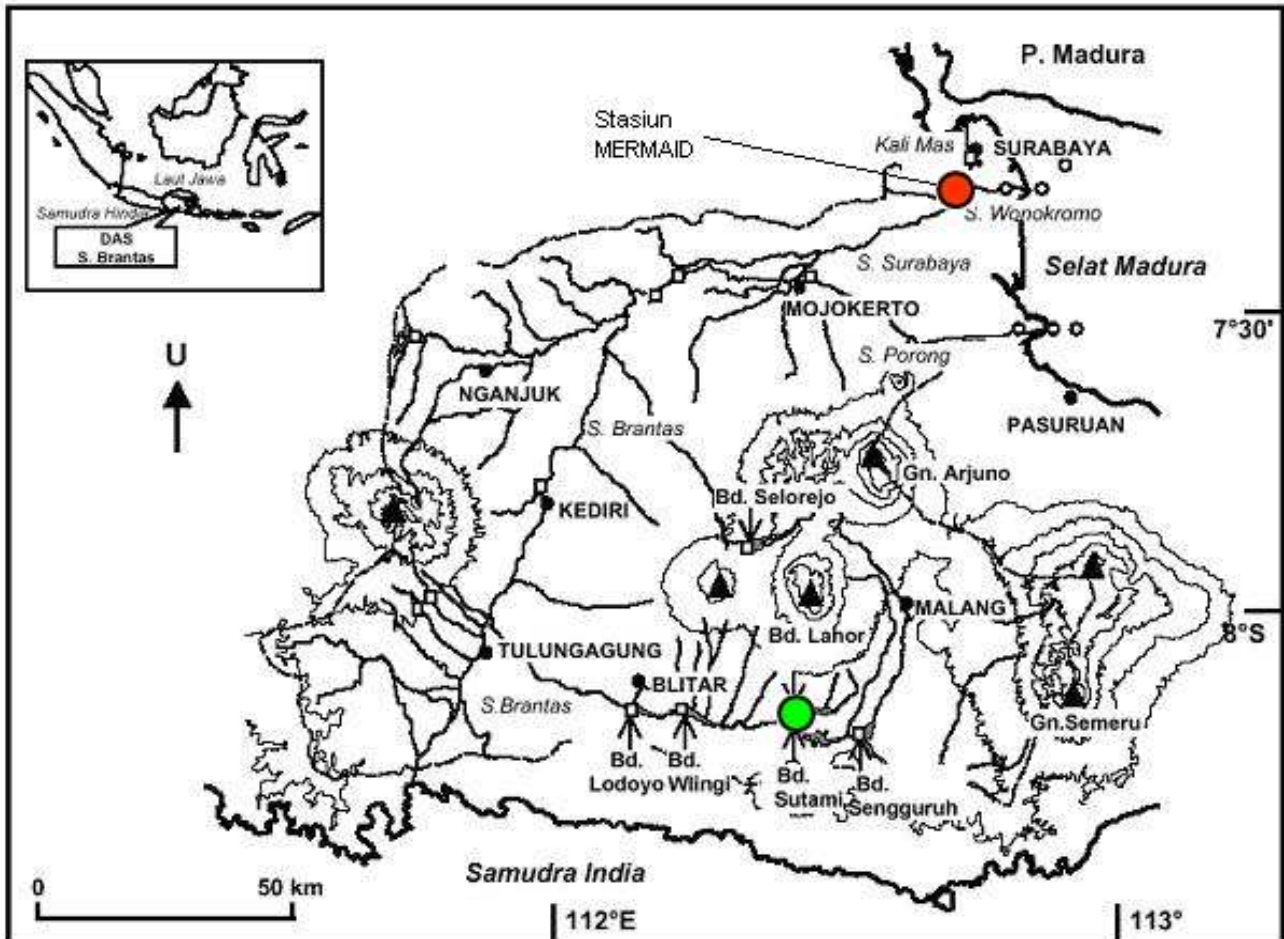 P. Madura
Stasiun
MERMAID
Kali Mas
SURABAYA
Laut Jawa
Samudra Hindia
DAS
S. Brantas
S. Wonokromo
S. Surabaya
Selat Madura
MOJOKERTO
7°30'
U
S. Porong
NGANJUK
PASURUAN
S. Brantas
Gn. Arjuno
Bd. Selorejo
KEDIRI
MALANG
8°S
Bd. Lahor
TULUNGAGUNG
BLITAR
S.Brantas
Gn.Semeru
Bd.
Lodoyo
Bd.
Wlingi
Bd.
Sutami
Bd.
Sengguruh
Samudra India
0
50 km
112°E
113°